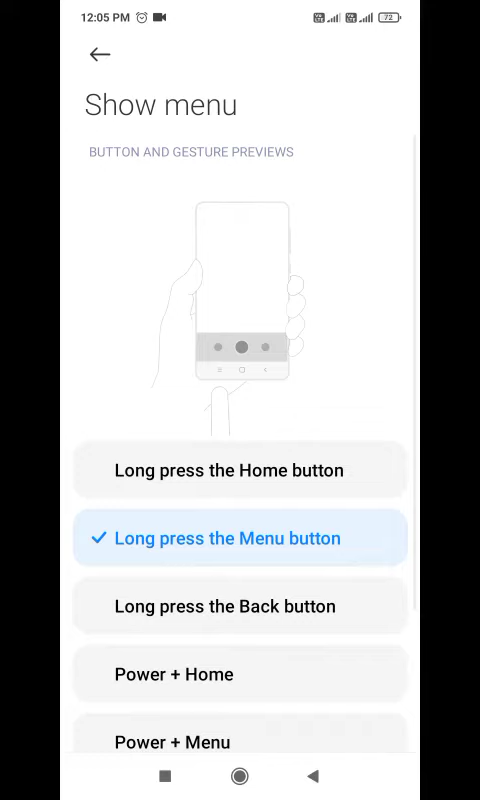 12:05 PM
72
Show menu
BUTTON AND GESTURE PREVIEWS
Long press the Home button
Long press the Menu button
Long press the Back button
Power + Home
Power + Menu